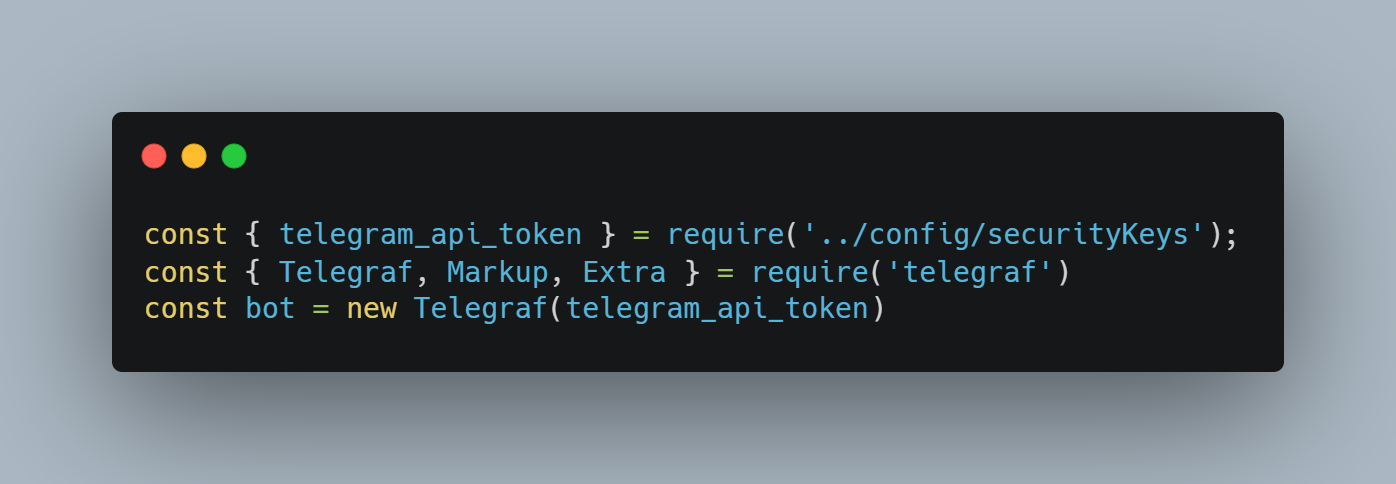 const { telegram_api_token } = require('../config/securityKeys');
const { Telegraf, Markup, Extra } = require('telegraf')
const bot = new Telegraf(telegram_api_token)